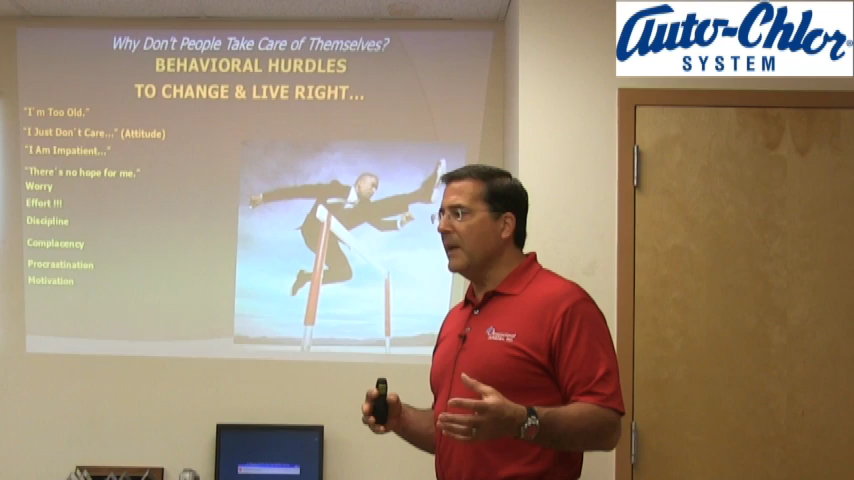 Why Don't People Take Care of Themselves?
BEHAVIORAL HURDLES
TO CHANGE & LIVE RIGHT...
"I'm Too Old."
"I Just Don't Care..." (Attitude)
"I Am Impatient..."
"There's no hope for me."
Worry
Effort !!!
Discipline
Complacency
Procrastination
Motivation
Auto-Chlor®
SYSTEM